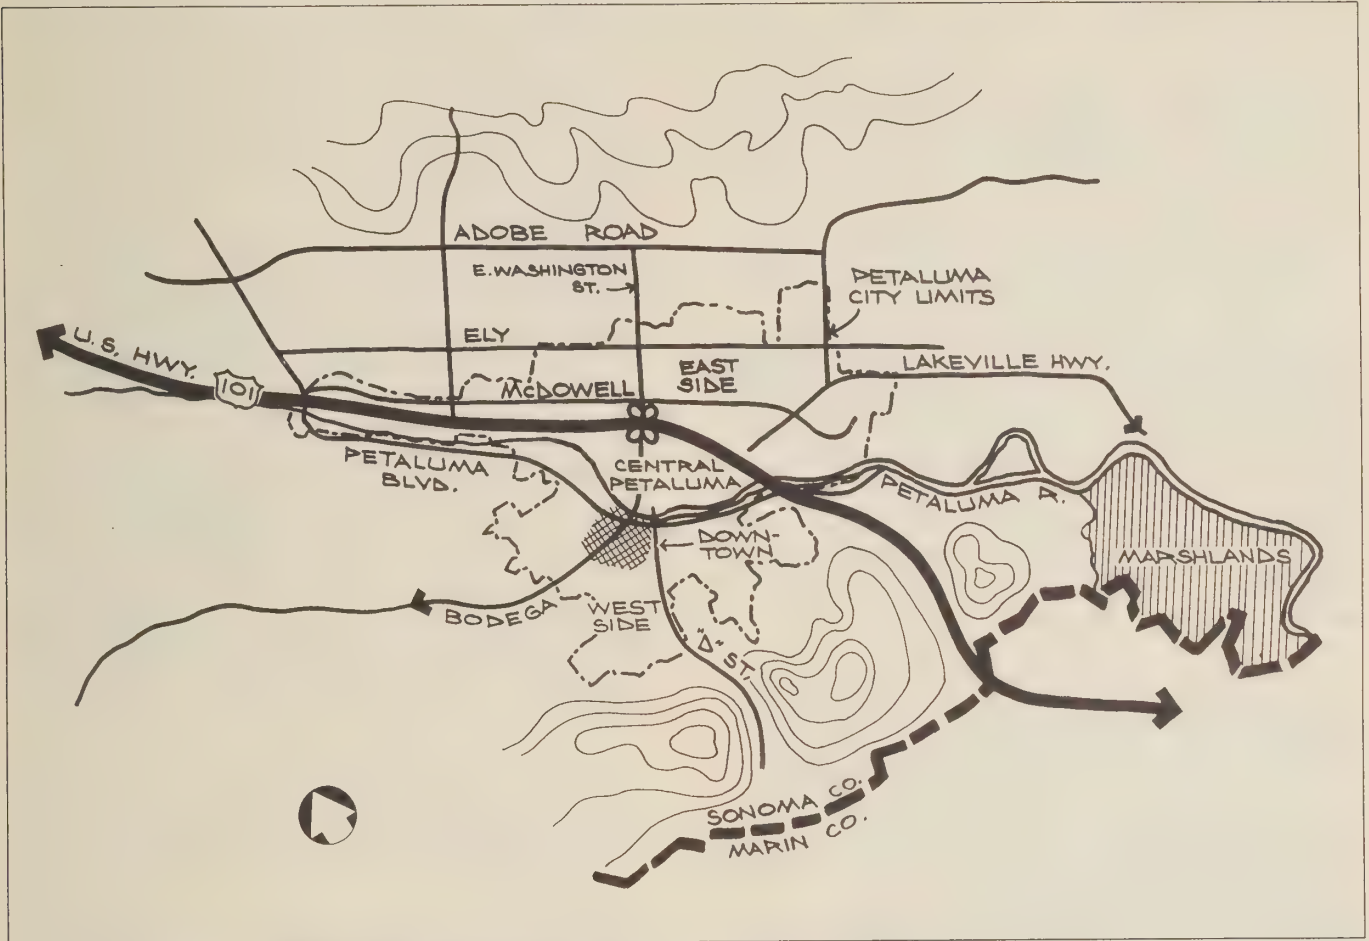 ADOBE ROAD
E. WASHINGTON
ST.
PETALUMA
CITY LIMITS
U.S. HWY.
101
ELY
EAST
SIDE
LAKEVILLE HWY.
McDOWELL
PETALUMA
BLVD.
CENTRAL
PETALUMA
PETALUMA R.
DOWN-
TOWN
MARSHLANDS
BODEGA
WEST
SIDE
"D" ST.
SONOMA CO.
MARIN CO.